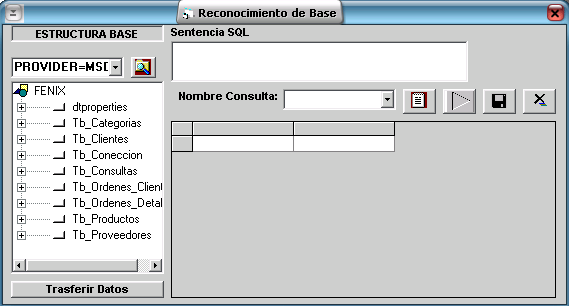 Reconocimiento de Base
ESTRUCTURA BASE
PROVIDER=MSD
FENIX
dtproperties
Tb_Categorias
Tb_Clientes
Tb_Coneccion
Tb_Consultas
Tb_Ordenes_Client
Tb_Ordenes_Detal
Tb_Productos
Tb_Proveedores
Trasferir Datos
Sentencia SQL
Nombre Consulta: